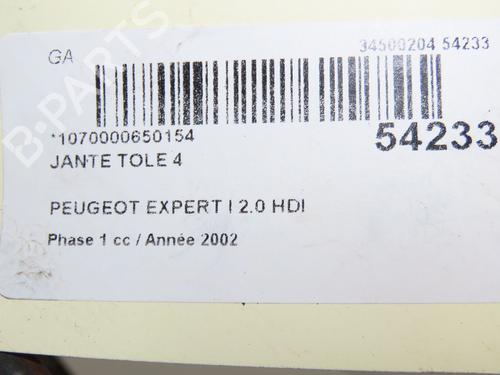 GA
34500204 54233
*1070000650154
54233
JANTE TOLE 4
PEUGEOT EXPERT I 2.0 HDI
Phase 1 cc / Année 2002
B-PARTS